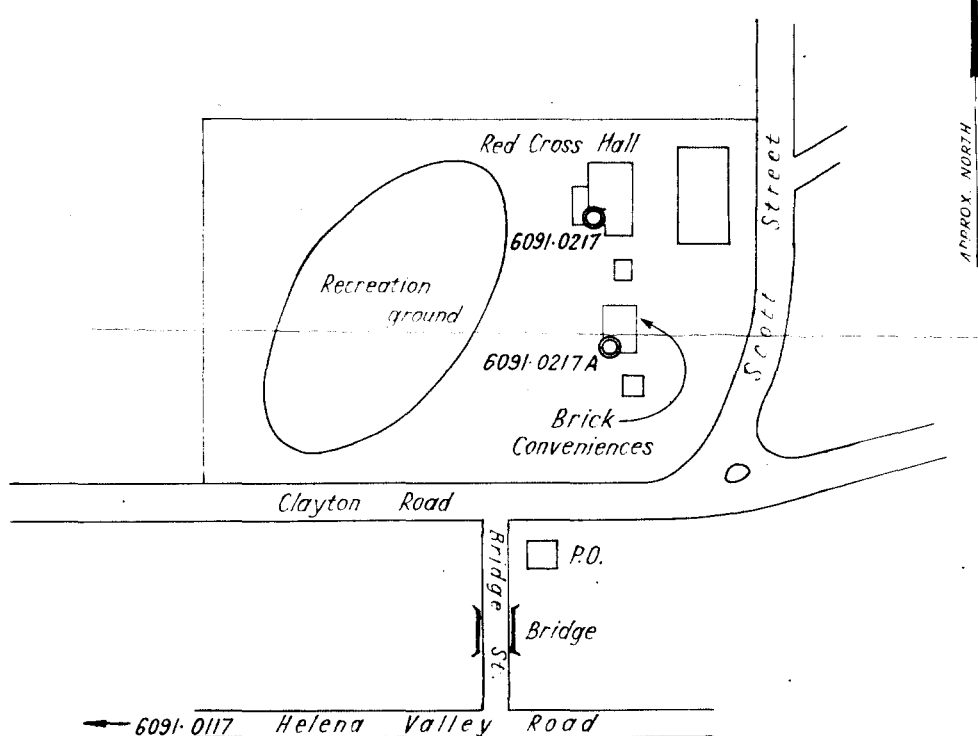 Red Cross Hall
6091·0217
Recreation
ground
6091·0217A
Brick
Conveniences
Scott Street
APPROX. NORTH
Clayton Road
Bridge St.
P.O.
Bridge
6091·0117 Helena Valley Road